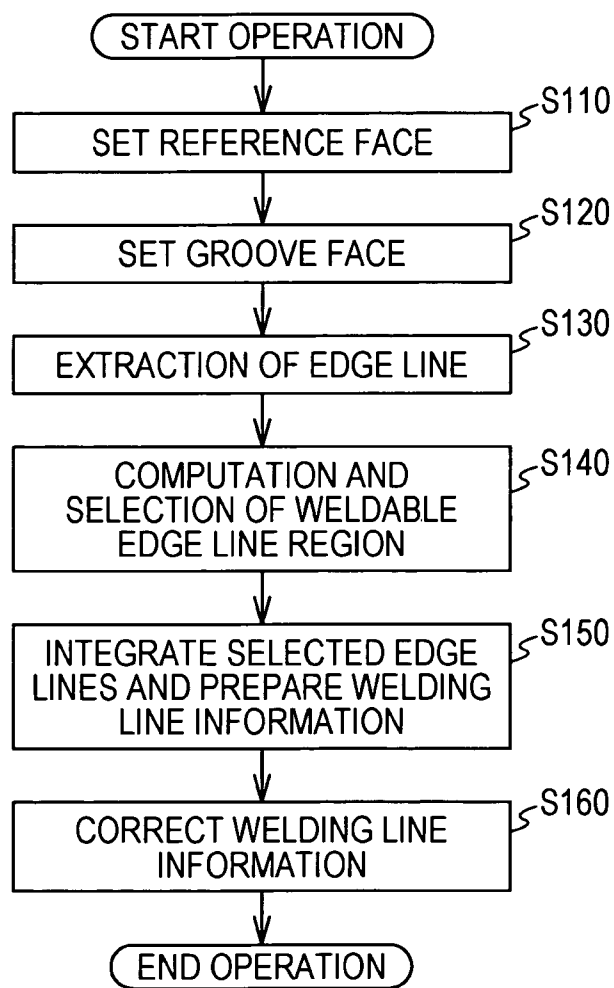 START OPERATION
S110
SET REFERENCE FACE
S120
SET GROOVE FACE
S130
EXTRACTION OF EDGE LINE
S140
COMPUTATION AND
SELECTION OF WELDABLE
EDGE LINE REGION
S150
INTEGRATE SELECTED EDGE
LINES AND PREPARE WELDING
LINE INFORMATION
S160
CORRECT WELDING LINE
INFORMATION
END OPERATION